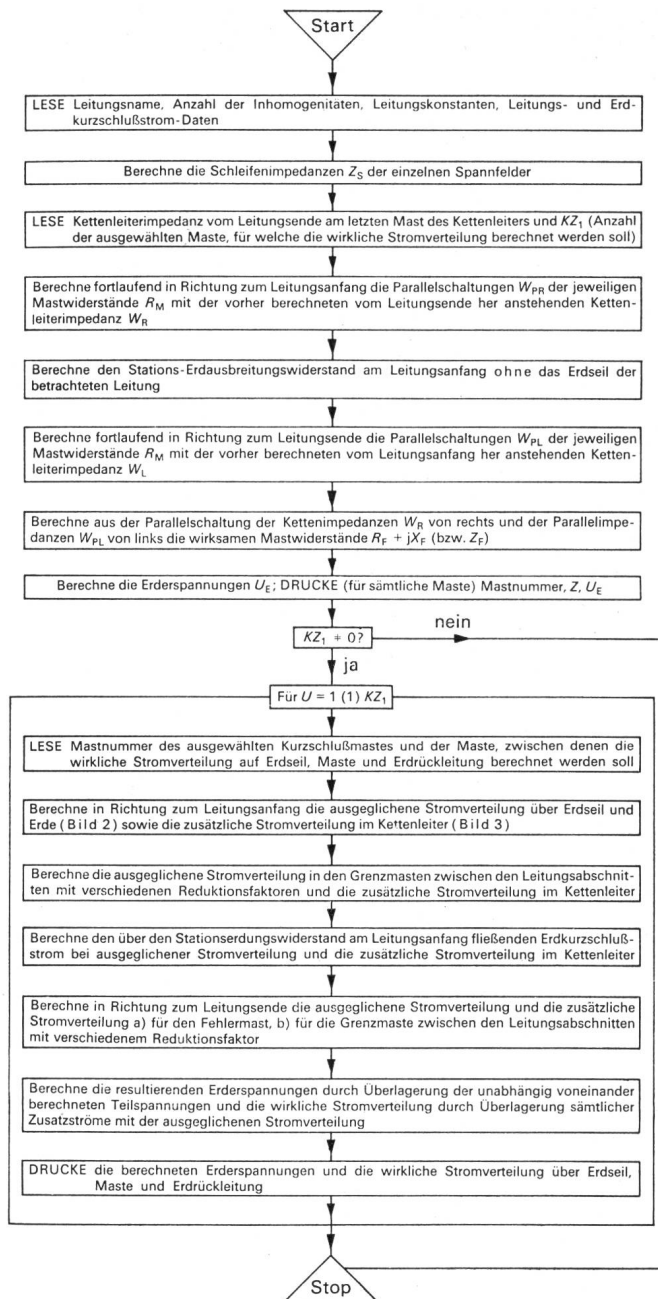 Start
LESE Leitungsname, Anzahl der Inhomogenitäten, Leitungskonstanten, Leitungs- und Erd-
kurzschlußstrom-Daten
Berechne die Schleifenimpedanzen Z_S der einzelnen Spannfelder
LESE Kettenleiterimpedanz vom Leitungsende am letzten Mast des Kettenleiters und KZ_1 (Anzahl
der ausgewählten Maste, für welche die wirkliche Stromverteilung berechnet werden soll)
Berechne fortlaufend in Richtung zum Leitungsanfang die Parallelschaltungen W_PR der jeweiligen
Mastwiderstände R_M mit der vorher berechneten vom Leitungsende her anstehenden Ketten-
leiterimpedanz W_R
Berechne den Stations-Erdausbreitungswiderstand am Leitungsanfang ohne das Erdseil der
betrachteten Leitung
Berechne fortlaufend in Richtung zum Leitungsende die Parallelschaltungen W_PL der jeweiligen
Mastwiderstände R_M mit der vorher berechneten vom Leitungsanfang her anstehenden Ketten-
leiterimpedanz W_L
Berechne aus der Parallelschaltung der Kettenimpedanzen W_R von rechts und der Parallelimpe-
danzen W_PL von links die wirksamen Mastwiderstände R_F + jX_F (bzw. Z_F)
Berechne die Erderspannungen U_E; DRUCKE (für sämtliche Maste) Mastnummer, Z, U_E
nein
KZ_1 ≠ 0?
ja
Für U = 1 (1) KZ_1
LESE Mastnummer des ausgewählten Kurzschlußmastes und der Maste, zwischen denen die
wirkliche Stromverteilung auf Erdseil, Maste und Erdrückleitung berechnet werden soll
Berechne in Richtung zum Leitungsanfang die ausgeglichene Stromverteilung über Erdseil und
Erde (Bild 2) sowie die zusätzliche Stromverteilung im Kettenleiter (Bild 3)
Berechne die ausgeglichene Stromverteilung in den Grenzmasten zwischen den Leitungsabschnit-
ten mit verschiedenen Reduktionsfaktoren und die zusätzliche Stromverteilung im Kettenleiter
Berechne den über den Stationserdungswiderstand am Leitungsanfang fließenden Erdkurzschluß-
strom bei ausgeglichener Stromverteilung und die zusätzliche Stromverteilung im Kettenleiter
Berechne in Richtung zum Leitungsende die ausgeglichene Stromverteilung und die zusätzliche
Stromverteilung a) für den Fehlermast, b) für die Grenzmaste zwischen den Leitungsabschnitten
mit verschiedenem Reduktionsfaktor
Berechne die resultierenden Erderspannungen durch Überlagerung der unabhängig voneinander
berechneten Teilspannungen und die wirkliche Stromverteilung durch Überlagerung sämtlicher
Zusatzströme mit der ausgeglichenen Stromverteilung
DRUCKE die berechneten Erderspannungen und die wirkliche Stromverteilung über Erdseil,
Maste und Erdrückleitung
Stop